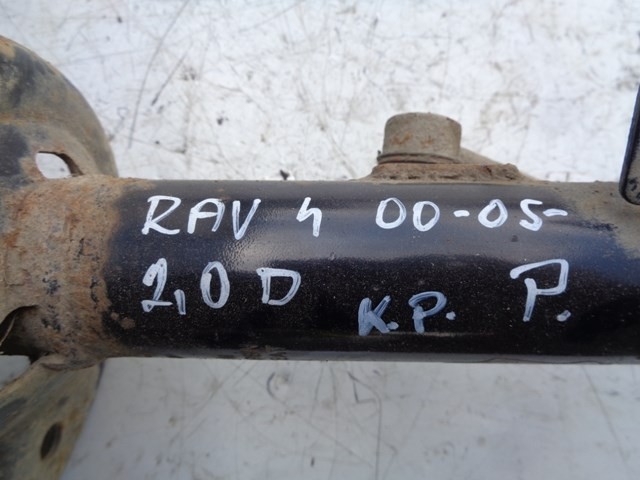 RAV 4 00-05-
2,0 D K.P. P.